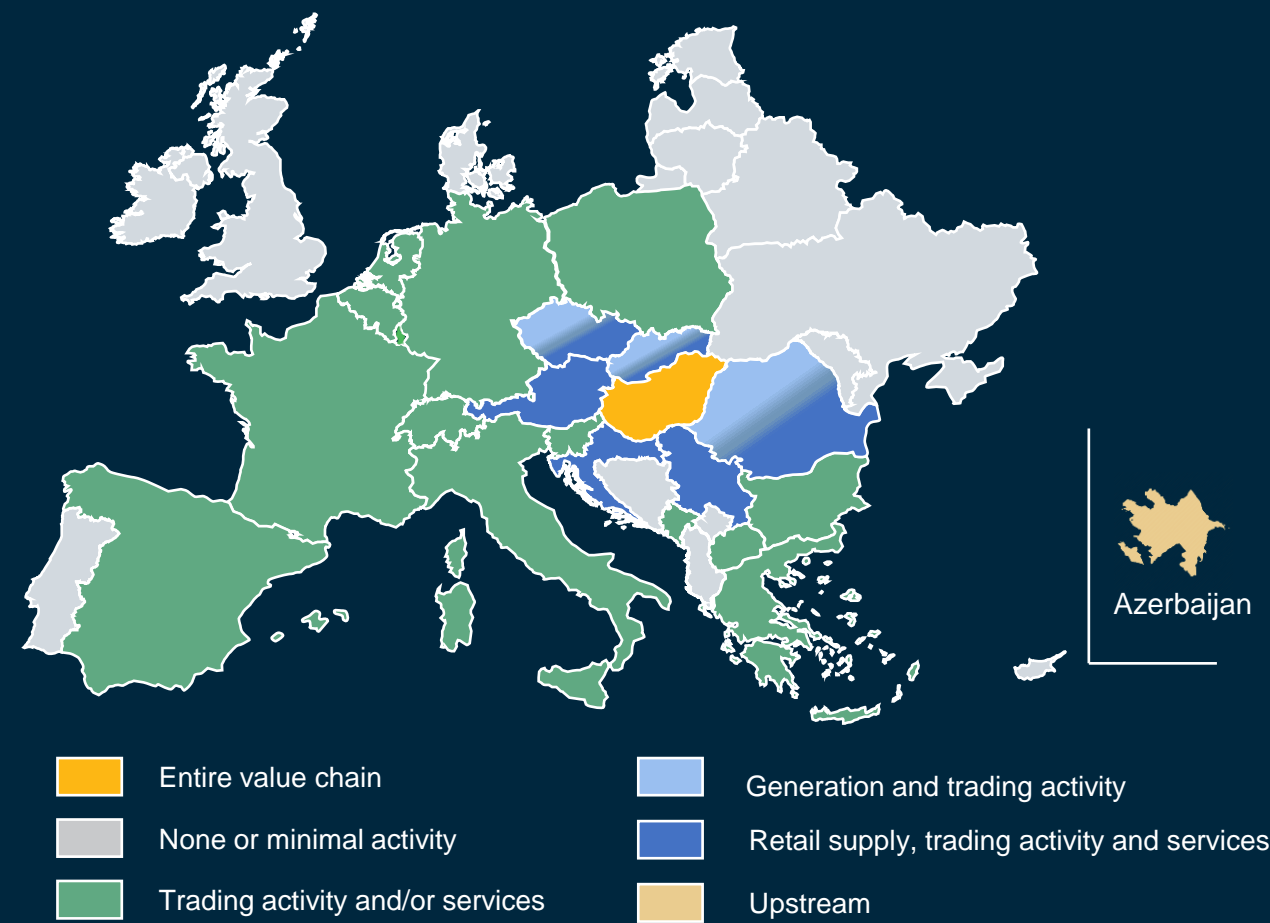 Azerbaijan
Entire value chain
Generation and trading activity
None or minimal activity
Retail supply, trading activity and services
Trading activity and/or services
Upstream